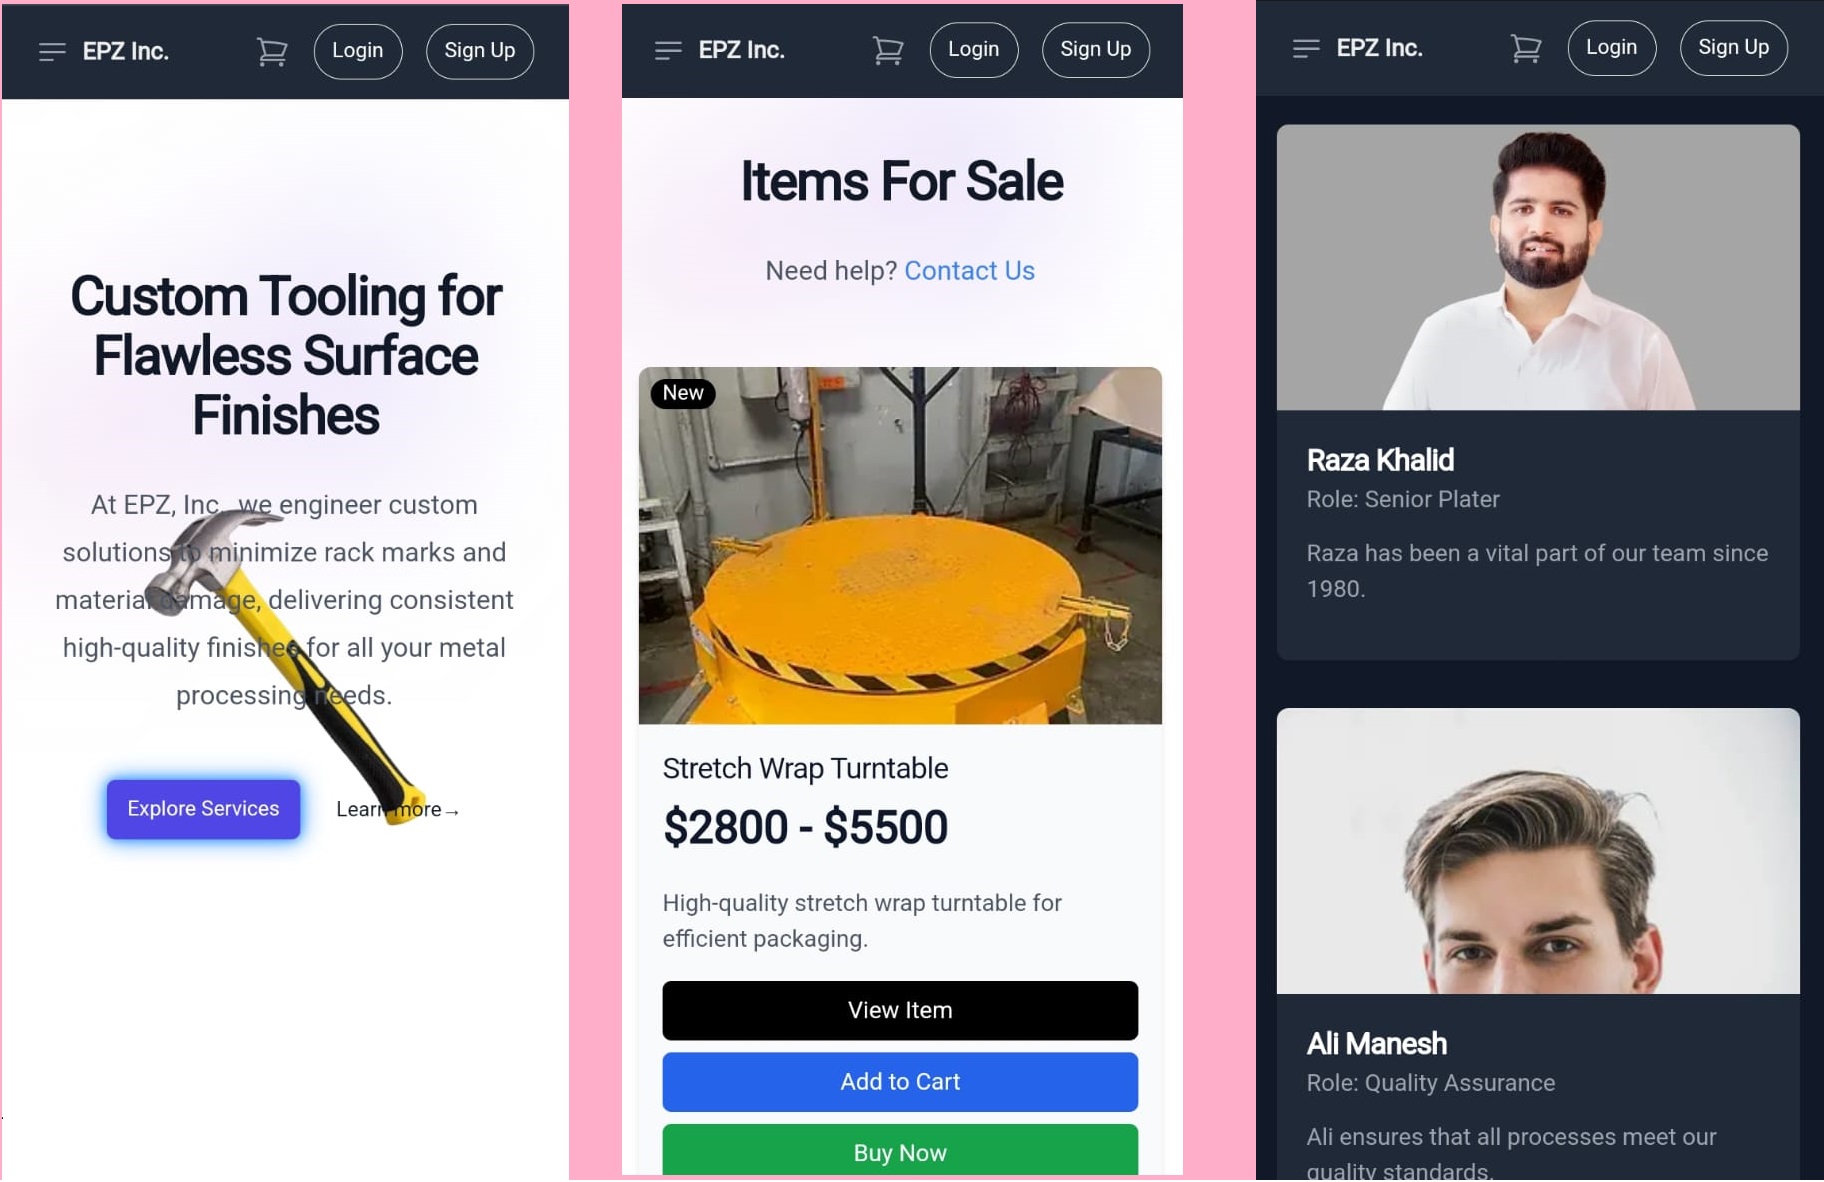 EPZ Inc.
Login
Sign Up
Custom Tooling for
Flawless Surface
Finishes
At EPZ, Inc., we engineer custom
solutions to minimize rack marks and
material damage, delivering consistent
high-quality finishes for all your metal
processing needs.
Explore Services
Learn more→
EPZ Inc.
Login
Sign Up
Items For Sale
Need help? Contact Us
New
Stretch Wrap Turntable
$2800 - $5500
High-quality stretch wrap turntable for
efficient packaging.
View Item
Add to Cart
Buy Now
EPZ Inc.
Login
Sign Up
Raza Khalid
Role: Senior Plater
Raza has been a vital part of our team since
1980.
Ali Manesh
Role: Quality Assurance
Ali ensures that all processes meet our
quality standards.